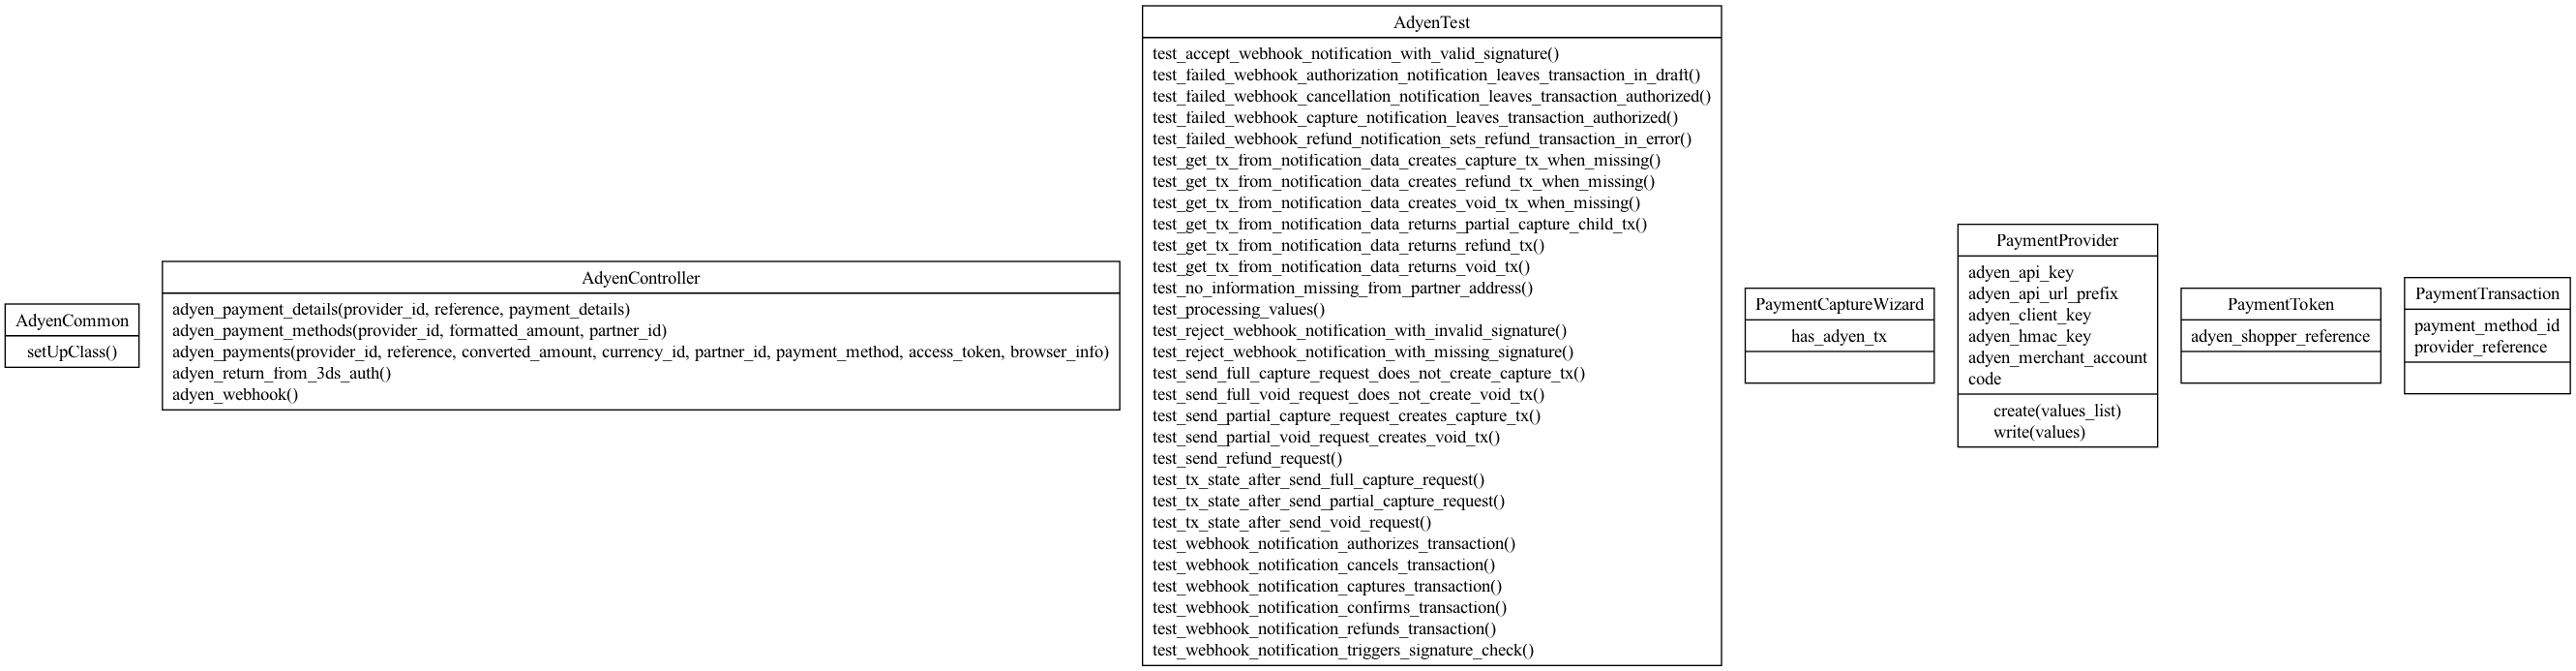 AdyenCommon
setUpClass()
AdyenController
adyen_payment_details(provider_id, reference, payment_details)
adyen_payment_methods(provider_id, formatted_amount, partner_id)
adyen_payments(provider_id, reference, converted_amount, currency_id, partner_id, payment_method, access_token, browser_info)
adyen_return_from_3ds_auth()
adyen_webhook()
AdyenTest
test_accept_webhook_notification_with_valid_signature()
test_failed_webhook_authorization_notification_leaves_transaction_in_draft()
test_failed_webhook_cancellation_notification_leaves_transaction_authorized()
test_failed_webhook_capture_notification_leaves_transaction_authorized()
test_failed_webhook_refund_notification_sets_refund_transaction_in_error()
test_get_tx_from_notification_data_creates_capture_tx_when_missing()
test_get_tx_from_notification_data_creates_refund_tx_when_missing()
test_get_tx_from_notification_data_creates_void_tx_when_missing()
test_get_tx_from_notification_data_returns_partial_capture_child_tx()
test_get_tx_from_notification_data_returns_refund_tx()
test_get_tx_from_notification_data_returns_void_tx()
test_no_information_missing_from_partner_address()
test_processing_values()
test_reject_webhook_notification_with_invalid_signature()
test_reject_webhook_notification_with_missing_signature()
test_send_full_capture_request_does_not_create_capture_tx()
test_send_full_void_request_does_not_create_void_tx()
test_send_partial_capture_request_creates_capture_tx()
test_send_partial_void_request_creates_void_tx()
test_send_refund_request()
test_tx_state_after_send_full_capture_request()
test_tx_state_after_send_partial_capture_request()
test_tx_state_after_send_void_request()
test_webhook_notification_authorizes_transaction()
test_webhook_notification_cancels_transaction()
test_webhook_notification_captures_transaction()
test_webhook_notification_confirms_transaction()
test_webhook_notification_refunds_transaction()
test_webhook_notification_triggers_signature_check()
PaymentCaptureWizard
has_adyen_tx
PaymentProvider
adyen_api_key
adyen_api_url_prefix
adyen_client_key
adyen_hmac_key
adyen_merchant_account
code
create(values_list)
write(values)
PaymentToken
adyen_shopper_reference
PaymentTransaction
payment_method_id
provider_reference